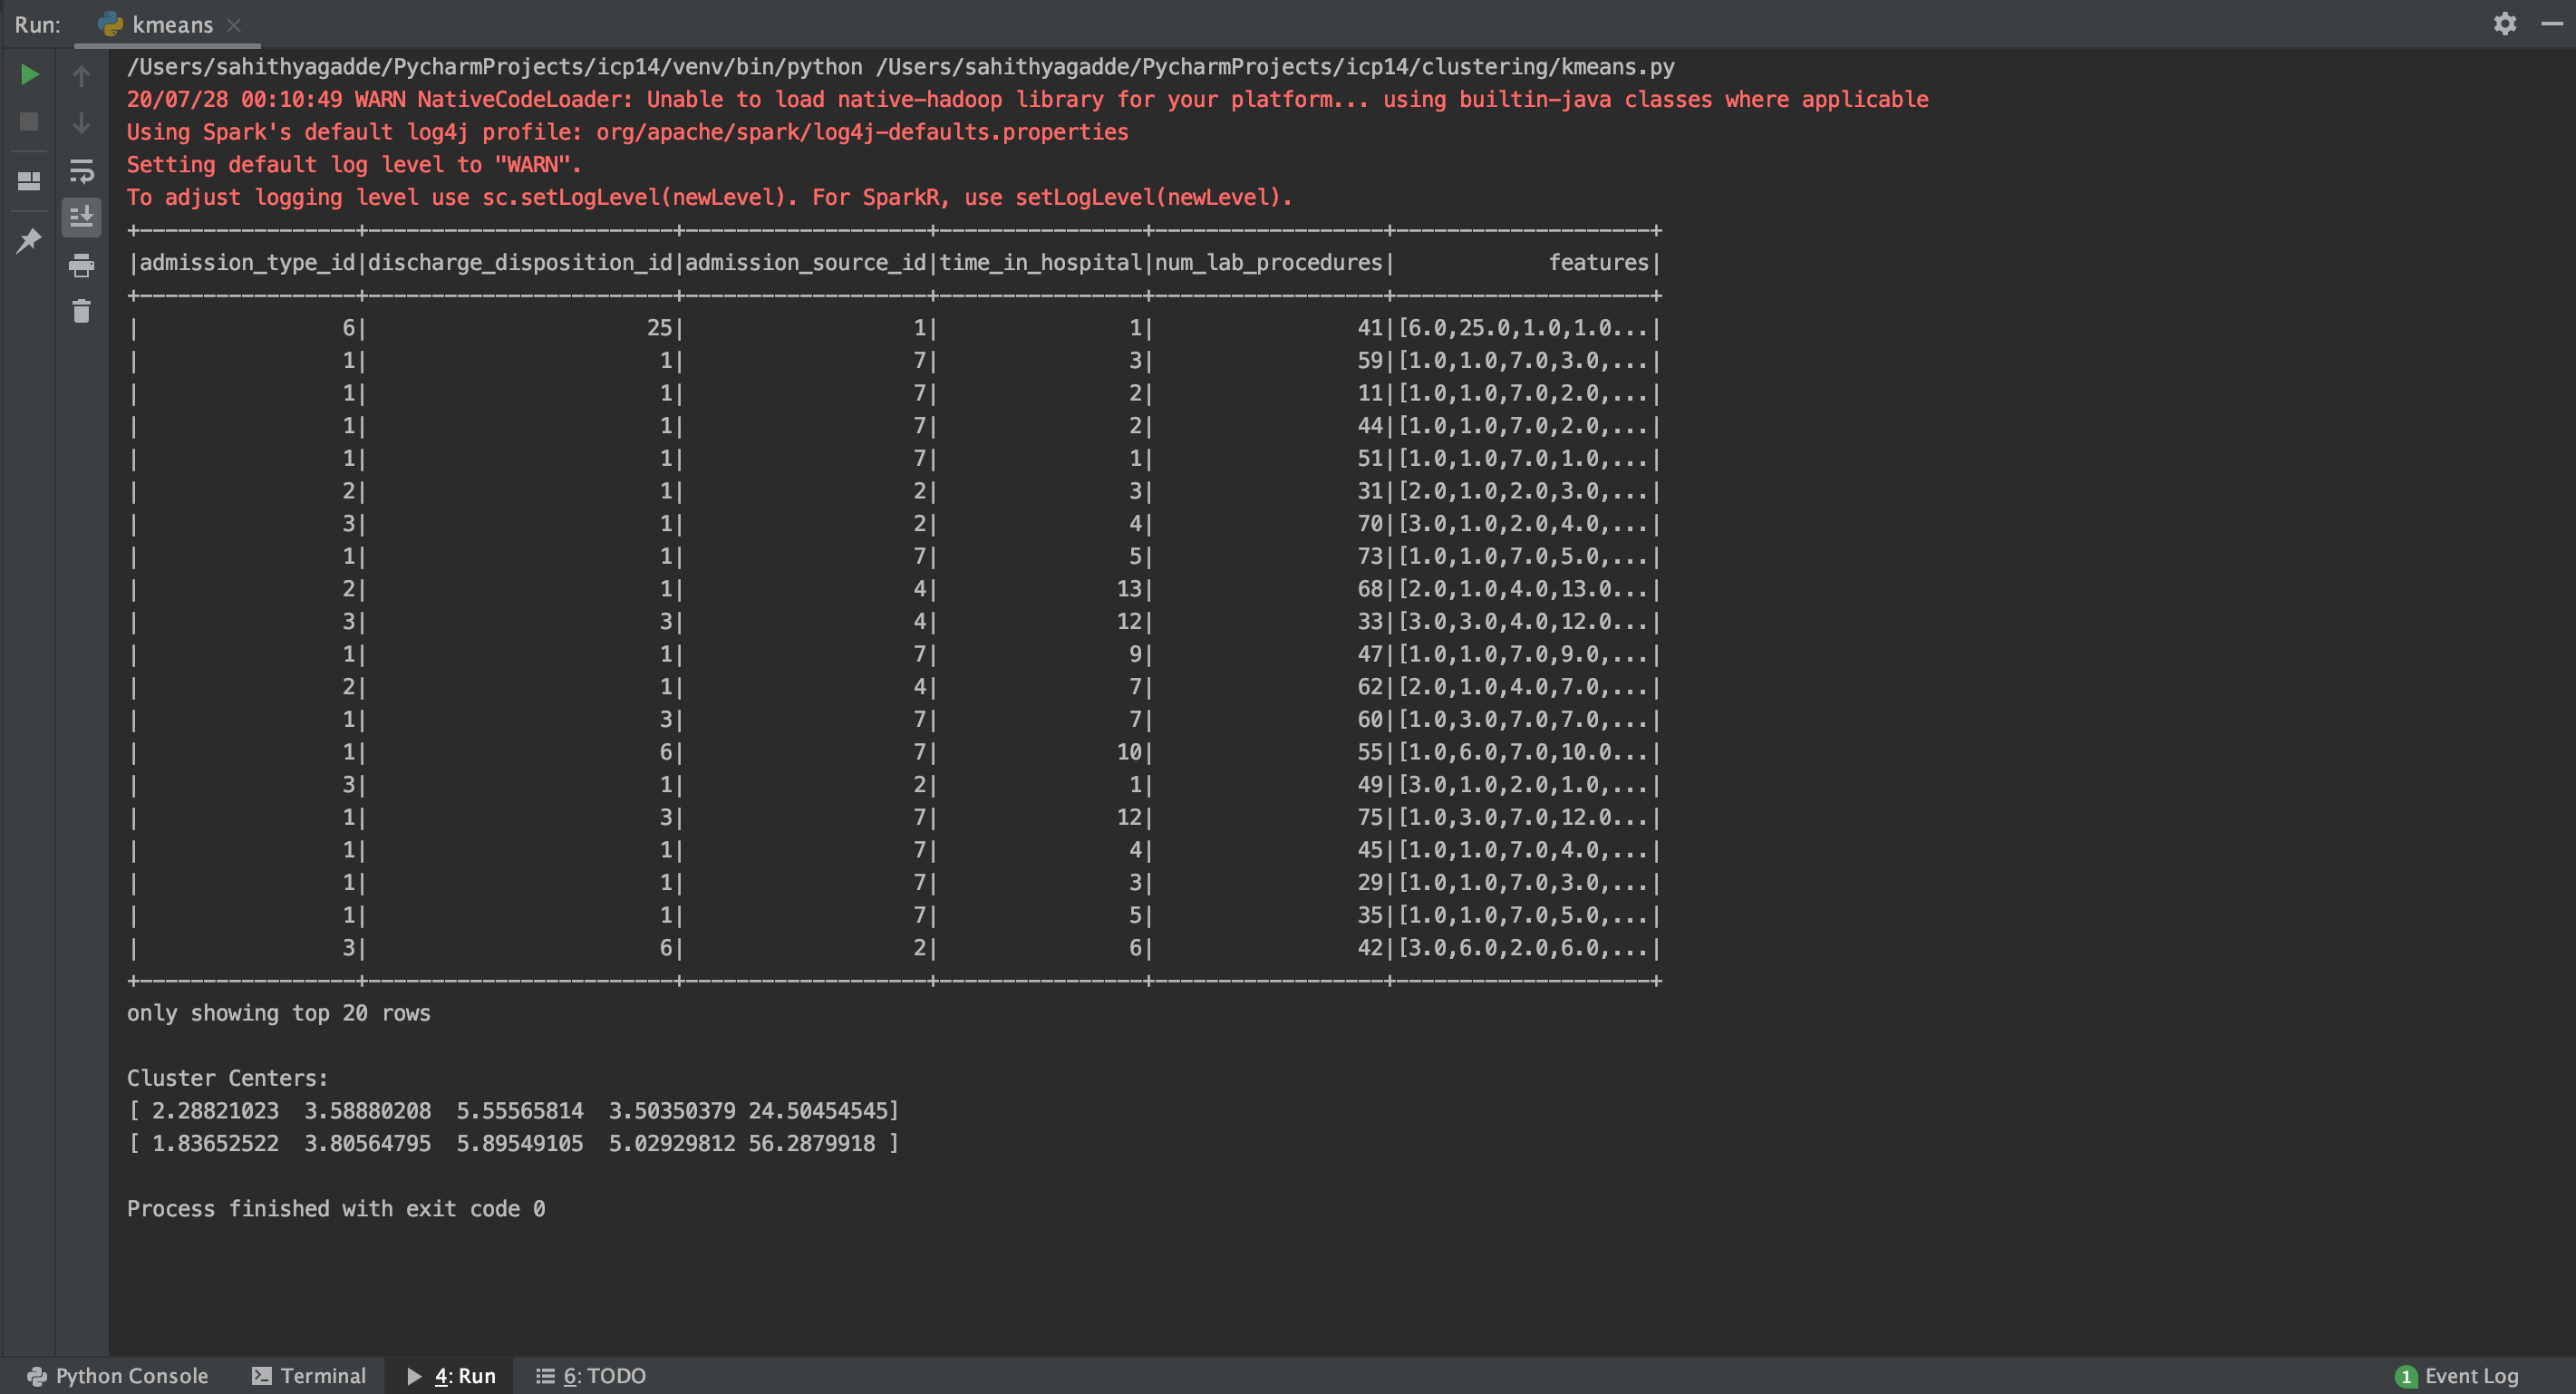 Run: kmeans
/Users/sahithyagadde/PycharmProjects/icp14/venv/bin/python /Users/sahithyagadde/PycharmProjects/icp14/clustering/kmeans.py
20/07/28 00:10:49 WARN NativeCodeLoader: Unable to load native-hadoop library for your platform... using builtin-java classes where applicable
Using Spark's default log4j profile: org/apache/spark/log4j-defaults.properties
Setting default log level to "WARN".
To adjust logging level use sc.setLogLevel(newLevel). For SparkR, use setLogLevel(newLevel).
+-----------------+------------------------+-------------------+----------------+------------------+--------------------+
|admission_type_id|discharge_disposition_id|admission_source_id|time_in_hospital|num_lab_procedures|            features|
+-----------------+------------------------+-------------------+----------------+------------------+--------------------+
|                6|                      25|                  1|               1|                41|[6.0,25.0,1.0,1.0...|
|                1|                       1|                  7|               3|                59|[1.0,1.0,7.0,3.0,...|
|                1|                       1|                  7|               2|                11|[1.0,1.0,7.0,2.0,...|
|                1|                       1|                  7|               2|                44|[1.0,1.0,7.0,2.0,...|
|                1|                       1|                  7|               1|                51|[1.0,1.0,7.0,1.0,...|
|                2|                       1|                  2|               3|                31|[2.0,1.0,2.0,3.0,...|
|                3|                       1|                  2|               4|                70|[3.0,1.0,2.0,4.0,...|
|                1|                       1|                  7|               5|                73|[1.0,1.0,7.0,5.0,...|
|                2|                       1|                  4|              13|                68|[2.0,1.0,4.0,13.0...|
|                3|                       3|                  4|              12|                33|[3.0,3.0,4.0,12.0...|
|                1|                       1|                  7|               9|                47|[1.0,1.0,7.0,9.0,...|
|                2|                       1|                  4|               7|                62|[2.0,1.0,4.0,7.0,...|
|                1|                       3|                  7|               7|                60|[1.0,3.0,7.0,7.0,...|
|                1|                       6|                  7|              10|                55|[1.0,6.0,7.0,10.0...|
|                3|                       1|                  2|               1|                49|[3.0,1.0,2.0,1.0,...|
|                1|                       3|                  7|              12|                75|[1.0,3.0,7.0,12.0...|
|                1|                       1|                  7|               4|                45|[1.0,1.0,7.0,4.0,...|
|                1|                       1|                  7|               3|                29|[1.0,1.0,7.0,3.0,...|
|                1|                       1|                  7|               5|                35|[1.0,1.0,7.0,5.0,...|
|                3|                       6|                  2|               6|                42|[3.0,6.0,2.0,6.0,...|
+-----------------+------------------------+-------------------+----------------+------------------+--------------------+
only showing top 20 rows
Cluster Centers:
[ 2.28821023  3.58880208  5.55565814  3.50350379 24.50454545]
[ 1.83652522  3.80564795  5.89549105  5.02929812 56.2879918 ]
Process finished with exit code 0
Python Console Terminal 4: Run 6: TODO 1 Event Log